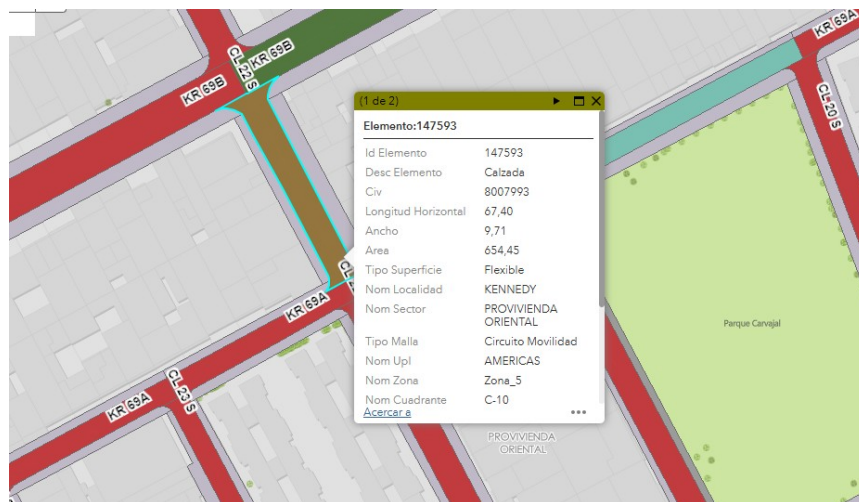 KR 69B
CL 22 S
KR 69B
KR 69A
CL 20 S
(1 de 2)
Elemento:147593
Id Elemento 147593
Desc Elemento Calzada
Civ 8007993
Longitud Horizontal 67,40
Ancho 9,71
Area 654,45
Tipo Superficie Flexible
Nom Localidad KENNEDY
Nom Sector PROVIVIENDA
ORIENTAL
Tipo Malla Circuito Movilidad
Nom Upl AMERICAS
Nom Zona Zona_5
Nom Cuadrante C-10
Acercar a
KR 69A
KR 69A
CL 23 S
Parque Carvajal
PROVIVIENDA
ORIENTAL